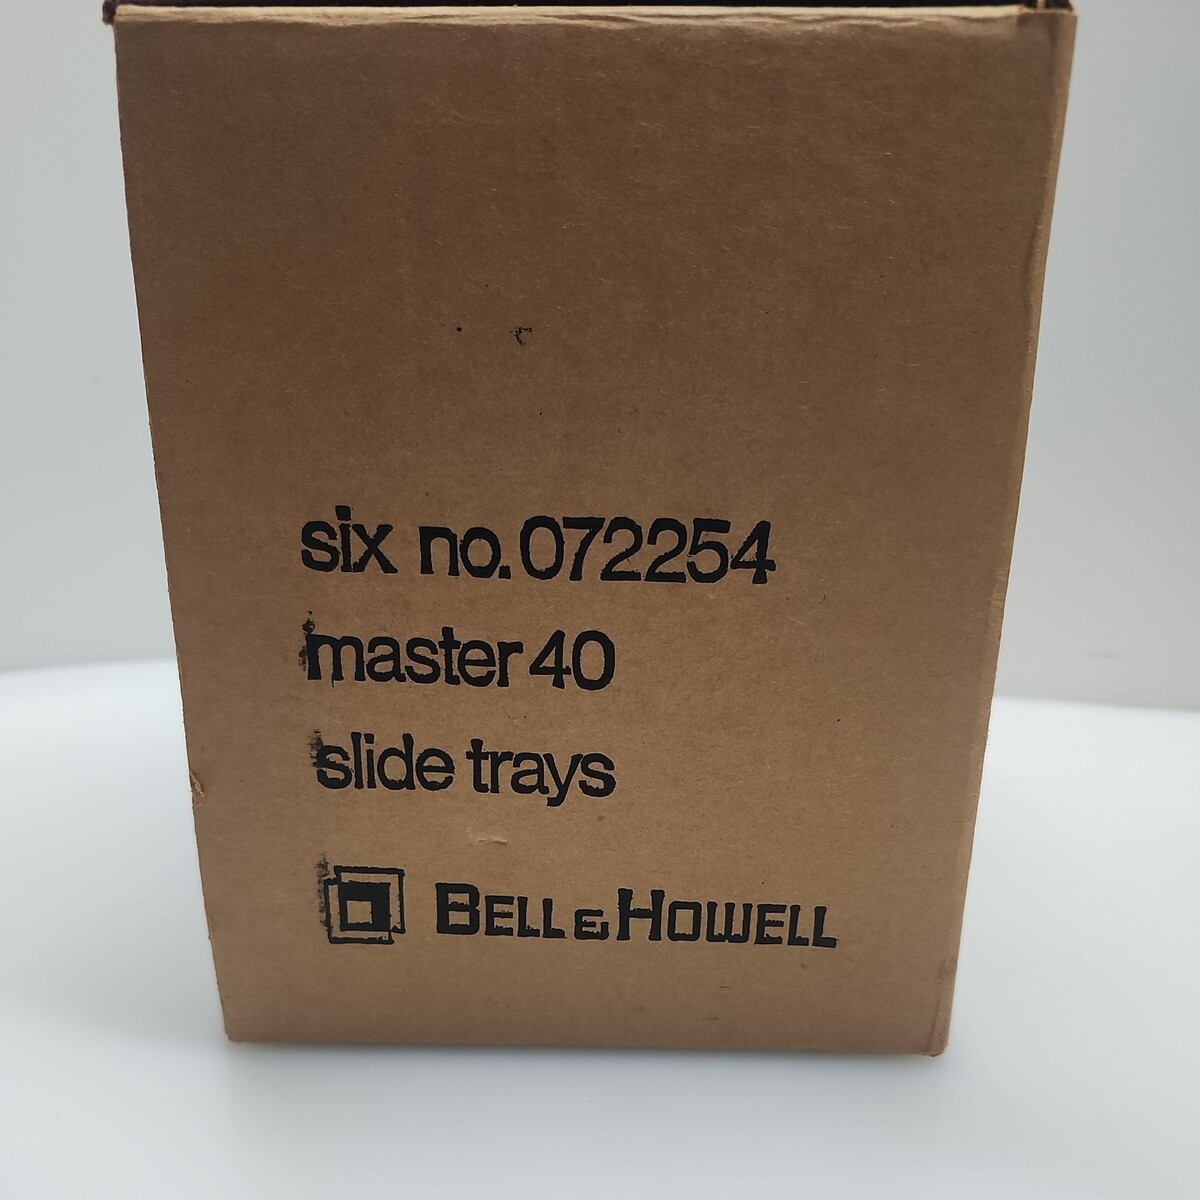 six no. 072254
master 40
slide trays
BELL & HOWELL